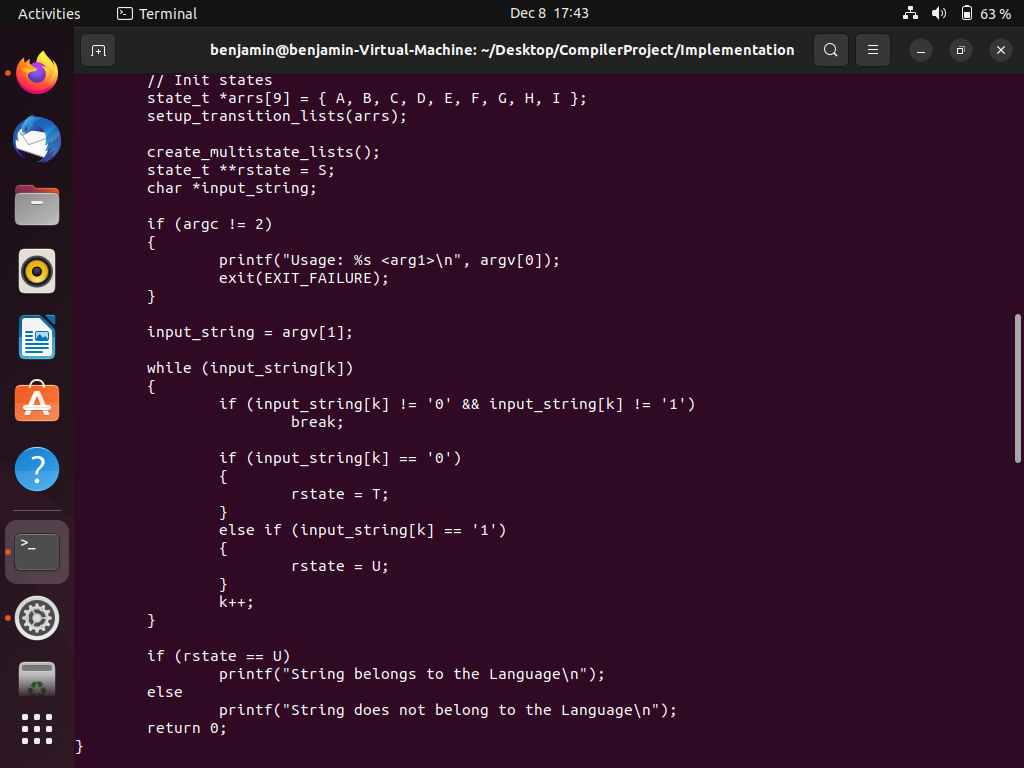 Activities Terminal Dec 8 17:43 63 %
benjamin@benjamin-Virtual-Machine: ~/Desktop/CompilerProject/Implementation
// Init states
state_t *arrs[9] = { A, B, C, D, E, F, G, H, I };
setup_transition_lists(arrs);
create_multistate_lists();
state_t **rstate = S;
char *input_string;
if (argc != 2)
{
printf("Usage: %s <arg1>\n", argv[0]);
exit(EXIT_FAILURE);
}
input_string = argv[1];
while (input_string[k])
{
if (input_string[k] != '0' && input_string[k] != '1')
break;
if (input_string[k] == '0')
{
rstate = T;
}
else if (input_string[k] == '1')
{
rstate = U;
}
k++;
}
if (rstate == U)
printf("String belongs to the Language\n");
else
printf("String does not belong to the Language\n");
return 0;
}